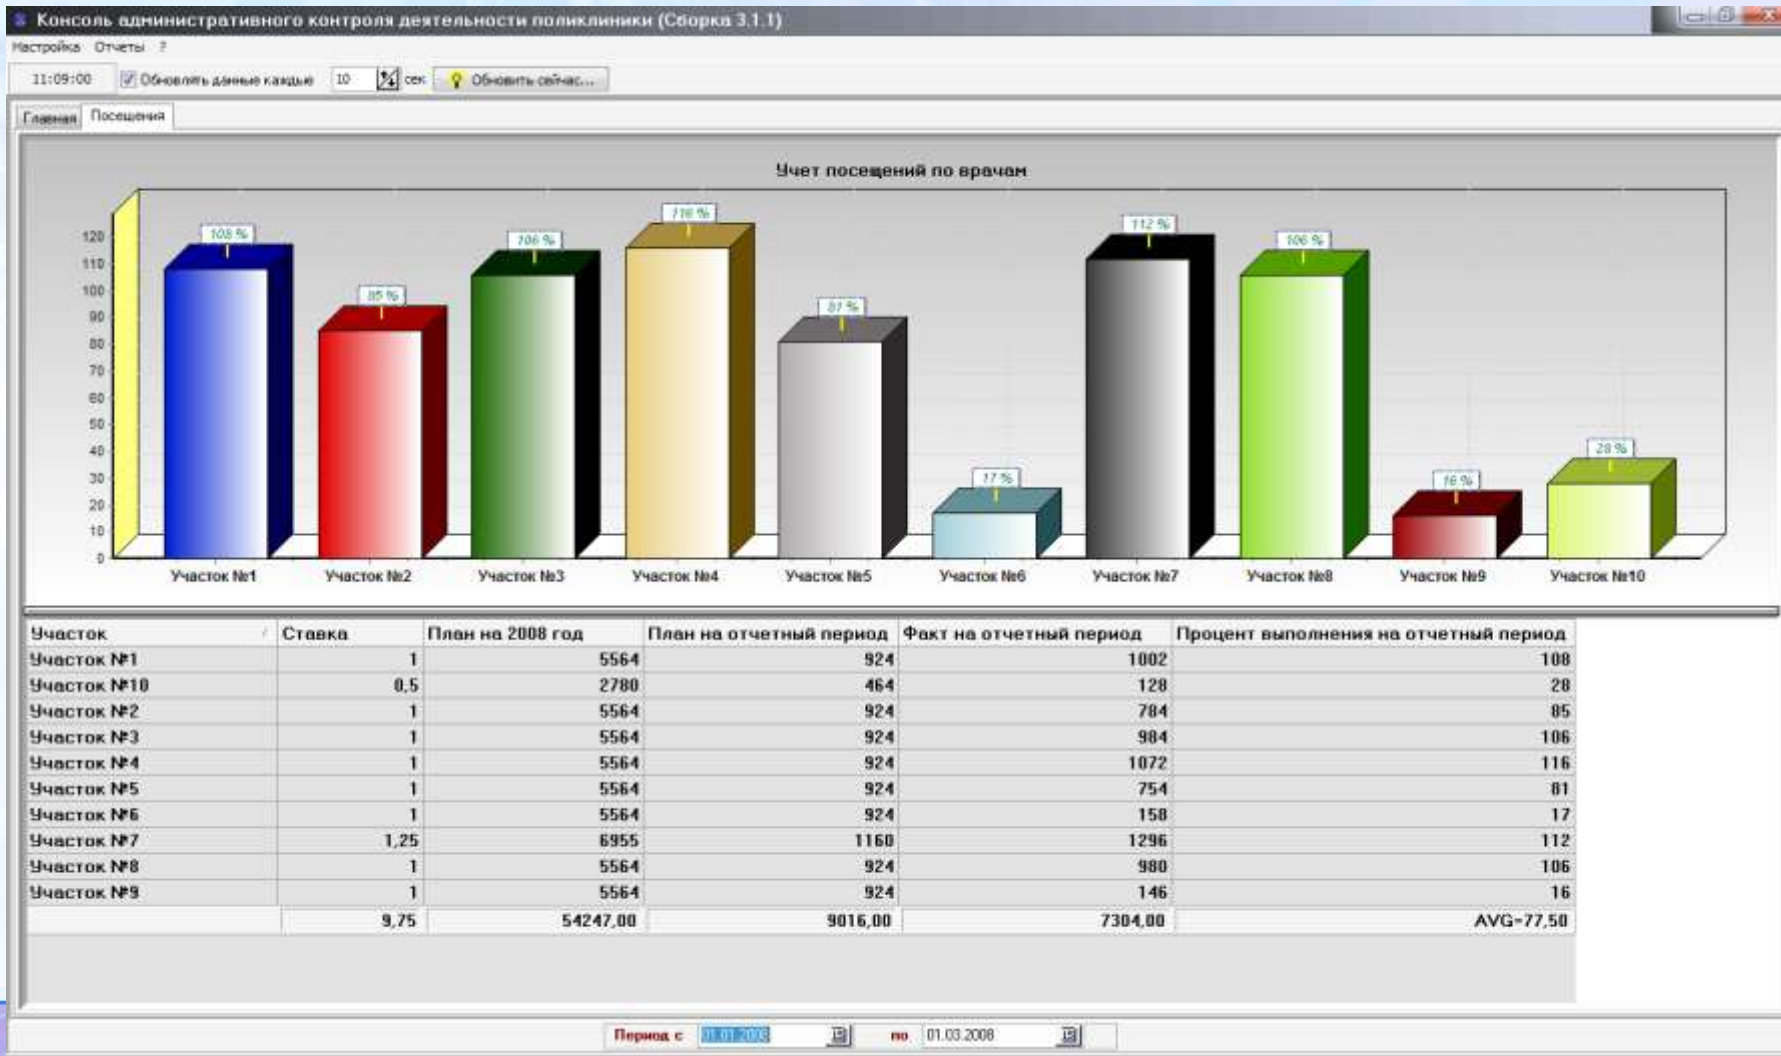 Консоль административного контроля деятельности поликлиники (Сборка 3.1.1)
Настройка Отчеты ?
11:09:00 Обновлять данные каждые 10 сек Обновить сейчас...
Главная Посещения
Учет посещений по врачам
108 % 85 % 106 % 116 % 81 % 17 % 112 % 106 % 16 % 28 %
120
110
100
90
80
70
60
50
40
30
20
10
0
Участок №1 Участок №2 Участок №3 Участок №4 Участок №5 Участок №6 Участок №7 Участок №8 Участок №9 Участок №10
Участок Ставка План на 2008 год План на отчетный период Факт на отчетный период Процент выполнения на отчетный период
Участок №1 1 5564 924 1002 108
Участок №10 0,5 2780 464 128 28
Участок №2 1 5564 924 784 85
Участок №3 1 5564 924 984 106
Участок №4 1 5564 924 1072 116
Участок №5 1 5564 924 754 81
Участок №6 1 5564 924 158 17
Участок №7 1,25 6955 1160 1296 112
Участок №8 1 5564 924 980 106
Участок №9 1 5564 924 146 16
9,75 54247,00 9016,00 7304,00 AVG=77,50
Период с 01.01.2008 по 01.03.2008